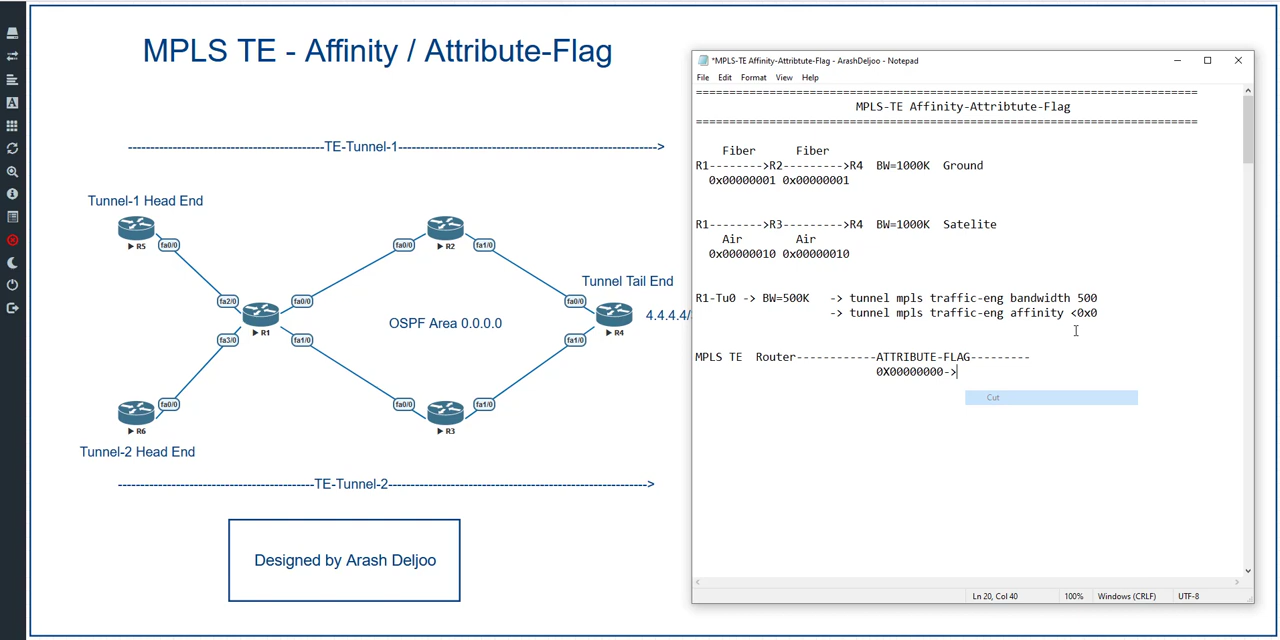 MPLS TE - Affinity / Attribute-Flag
-----------------------------------------TE-Tunnel-1------------------------------------------------------->
Tunnel-1 Head End
R5
fa0/0
fa0/0
R2
fa1/0
Tunnel Tail End
fa2/0
fa0/0
fa0/0
R1
OSPF Area 0.0.0.0
R4
4.4.4.4/
fa3/0
fa1/0
fa1/0
R6
fa0/0
fa0/0
R3
fa1/0
Tunnel-2 Head End
-----------------------------------------TE-Tunnel-2------------------------------------------------------->
Designed by Arash Deljoo
*MPLS-TE Affinity-Attribtute-Flag - ArashDeljoo - Notepad
File Edit Format View Help
===========================================================================
MPLS-TE Affinity-Attribtute-Flag
===========================================================================
Fiber Fiber
R1-------->R2--------->R4 BW=1000K Ground
0x00000001 0x00000001
R1-------->R3--------->R4 BW=1000K Satelite
Air Air
0x00000010 0x00000010
R1-Tu0 -> BW=500K -> tunnel mpls traffic-eng bandwidth 500
-> tunnel mpls traffic-eng affinity <0x0
MPLS TE Router------------ATTRIBUTE-FLAG---------
0X00000000->
Cut
Ln 20, Col 40 100% Windows (CRLF) UTF-8